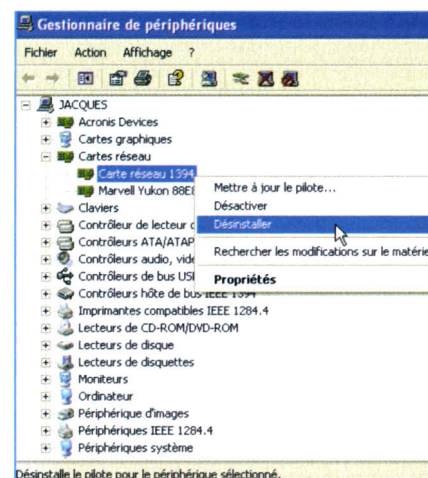 Gestionnaire de périphériques
Fichier Action Affichage ?
JACQUES
Acronis Devices
Cartes graphiques
Cartes réseau
Carte réseau 1394
Marvell Yukon 88E8
Mettre à jour le pilote...
Désactiver
Désinstaller
Rechercher les modifications sur le matérie
Propriétés
Claviers
Contrôleur de lecteur
Contrôleurs ATA/ATAP
Contrôleurs audio, vidé
Contrôleurs de bus USB
Contrôleurs hôte de bus IEEE 1394
Imprimantes compatibles IEEE 1284.4
Lecteurs de CD-ROM/DVD-ROM
Lecteurs de disque
Lecteurs de disquettes
Moniteurs
Ordinateur
Périphérique d'images
Périphériques IEEE 1284.4
Périphériques système
Désinstalle le pilote pour le périphérique sélectionné.